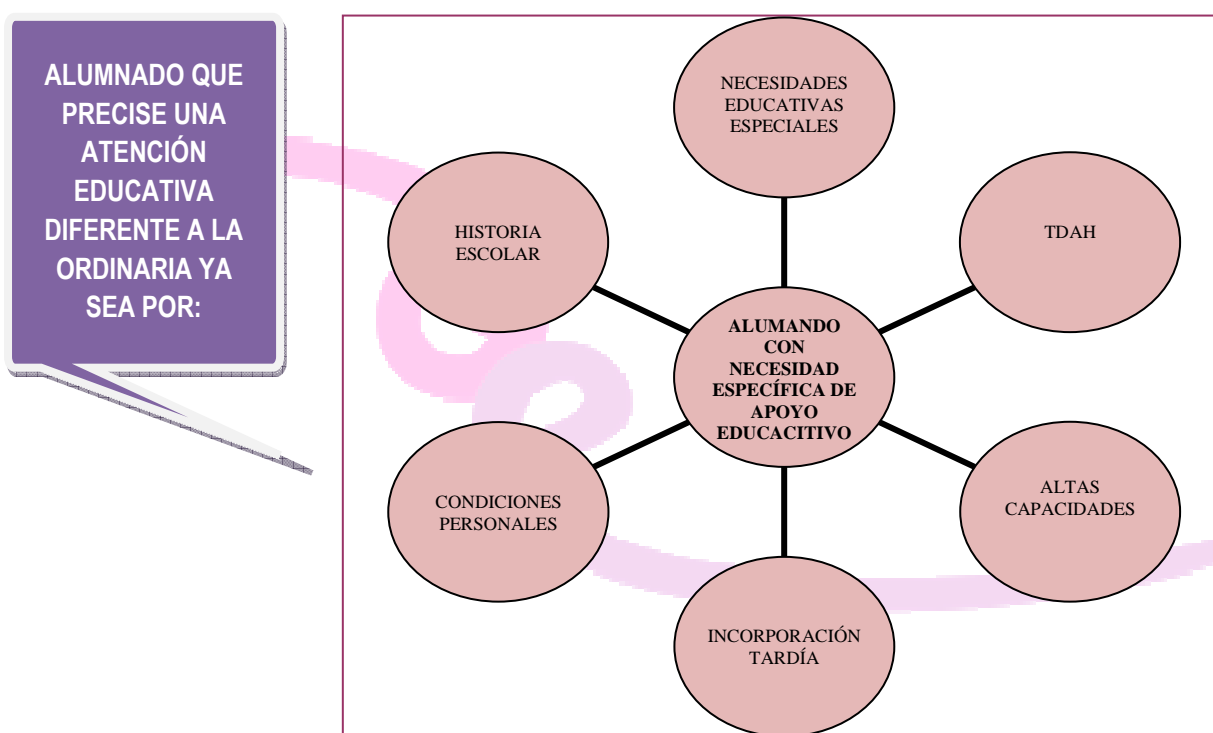 ALUMNADO QUE
PRECISE UNA
ATENCIÓN
EDUCATIVA
DIFERENTE A LA
ORDINARIA YA
SEA POR:
NECESIDADES
EDUCATIVAS
ESPECIALES
HISTORIA
ESCOLAR
TDAH
ALUMANDO
CON
NECESIDAD
ESPECÍFICA DE
APOYO
EDUCACITIVO
CONDICIONES
PERSONALES
ALTAS
CAPACIDADES
INCORPORACIÓN
TARDÍA